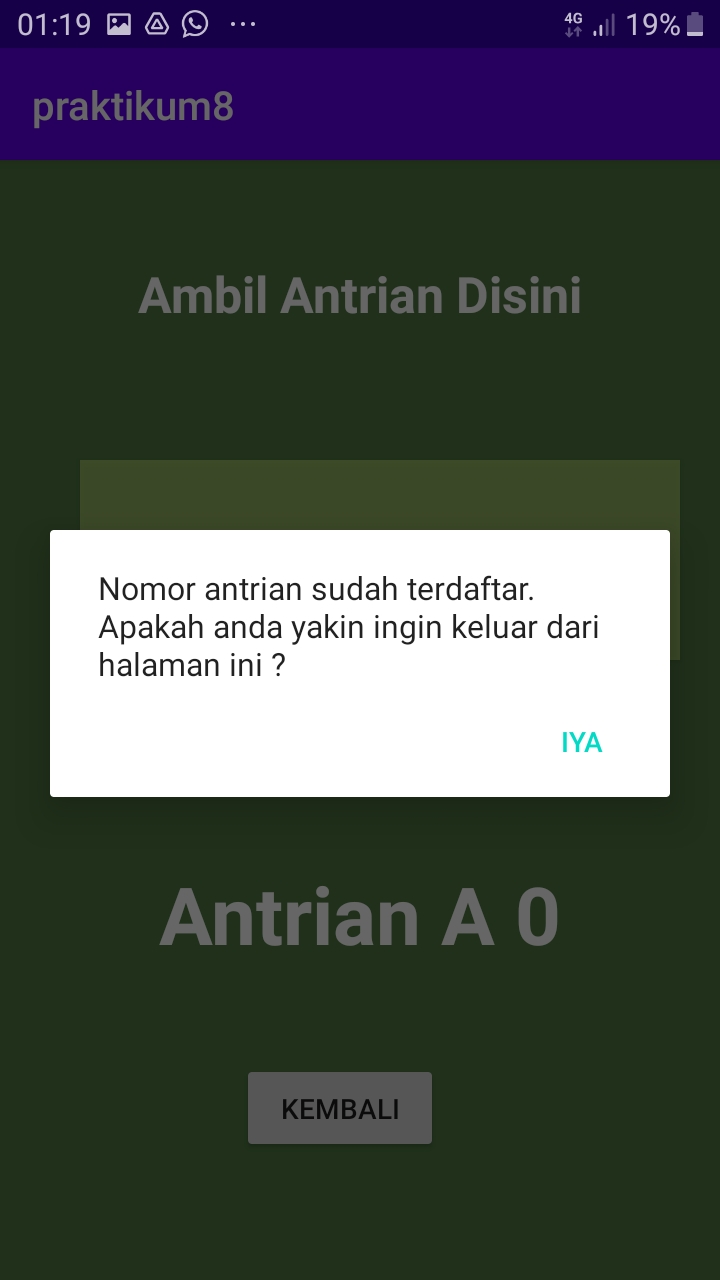 01:19 4G 19%
praktikum8
Ambil Antrian Disini
Nomor antrian sudah terdaftar.
Apakah anda yakin ingin keluar dari
halaman ini ?
IYA
Antrian A 0
KEMBALI